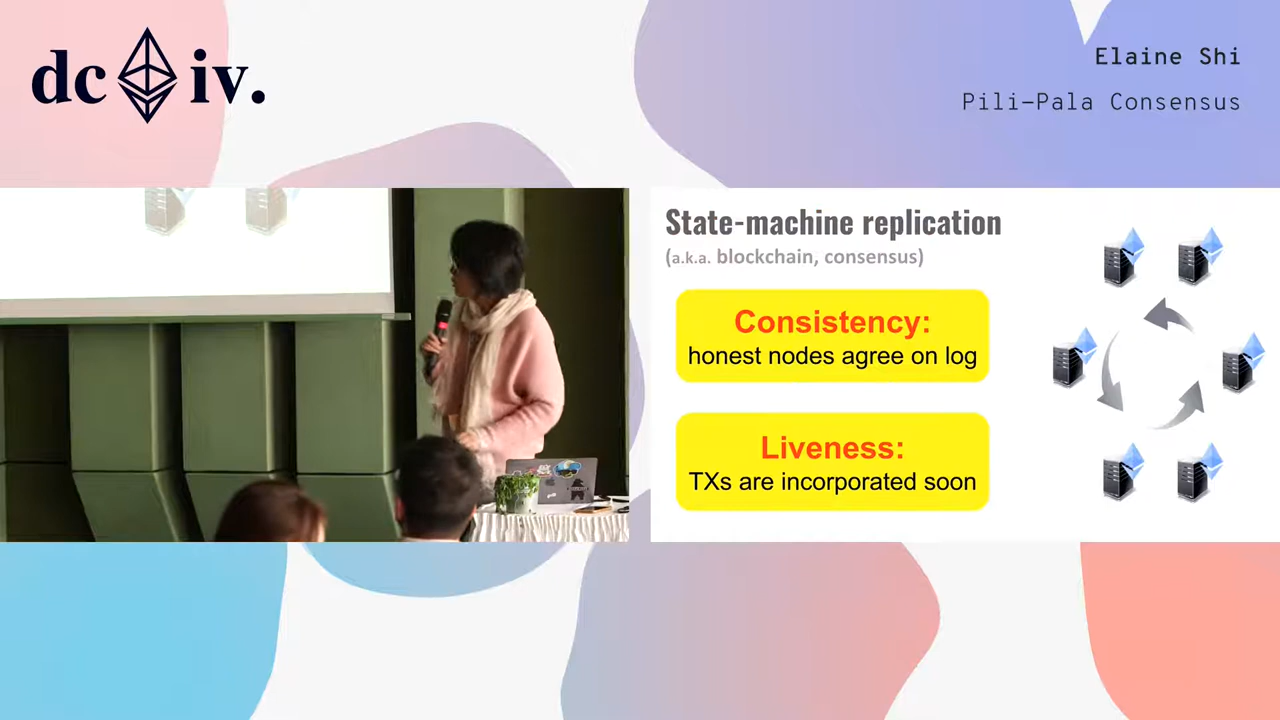 dc iv.
Elaine Shi
Pili-Pala Consensus
State-machine replication
(a.k.a. blockchain, consensus)
Consistency:
honest nodes agree on log
Liveness:
TXs are incorporated soon